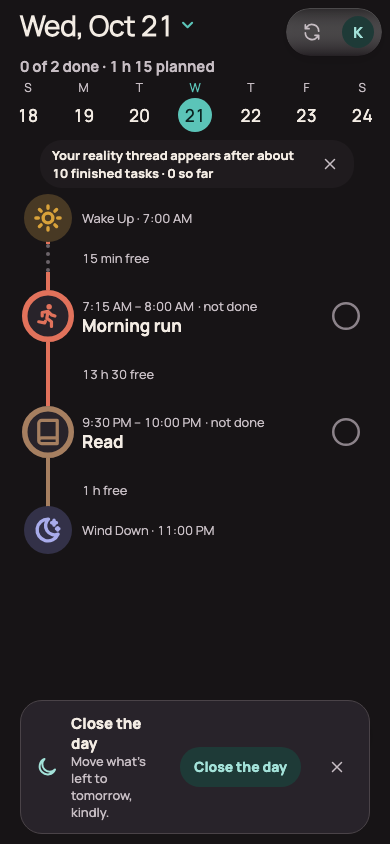 Wed, Oct 21
K
0 of 2 done · 1 h 15 planned
S M T W T F S
18 19 20 21 22 23 24
Your reality thread appears after about
10 finished tasks · 0 so far
Wake Up · 7:00 AM
15 min free
7:15 AM – 8:00 AM · not done
Morning run
13 h 30 free
9:30 PM – 10:00 PM · not done
Read
1 h free
Wind Down · 11:00 PM
Close the
day
Move what's
left to
tomorrow,
kindly.
Close the day